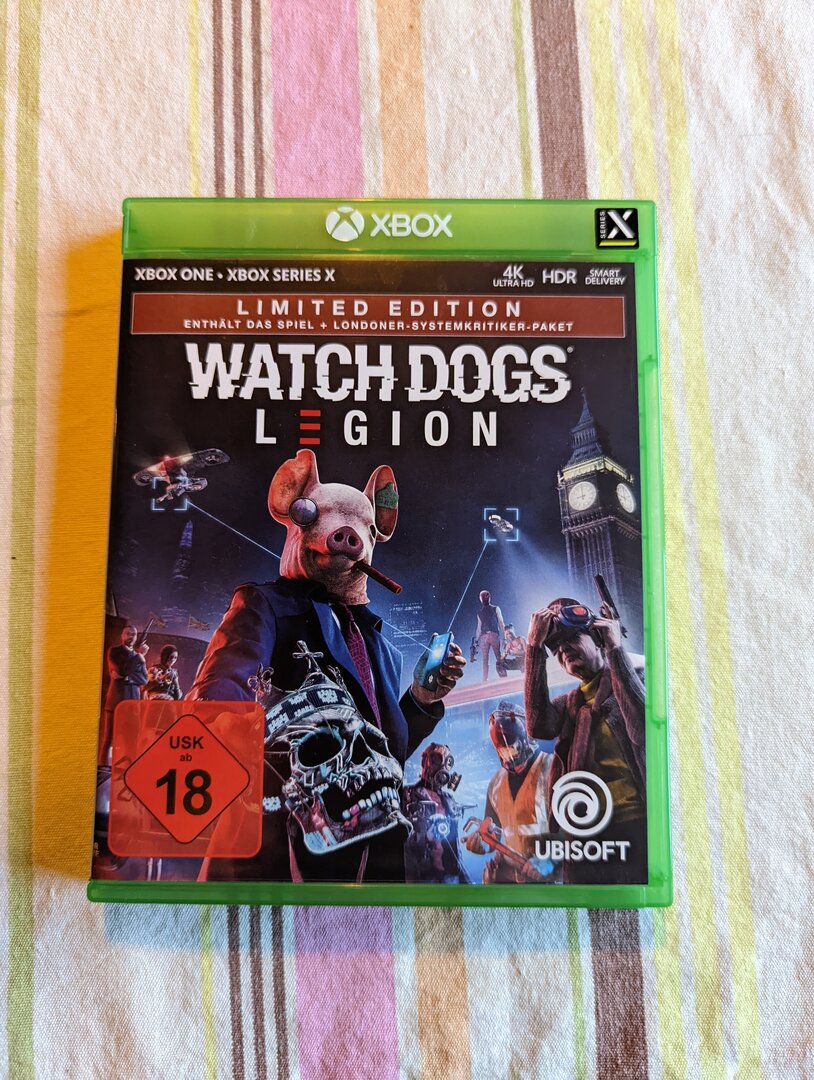 XBOX
SERIES X
XBOX ONE • XBOX SERIES X
4K
ULTRA HD
HDR
SMART
DELIVERY
LIMITED EDITION
ENTHÄLT DAS SPIEL + LONDONER-SYSTEMKRITIKER-PAKET
WATCH DOGS®
LEGION
USK
ab
18
UBISOFT